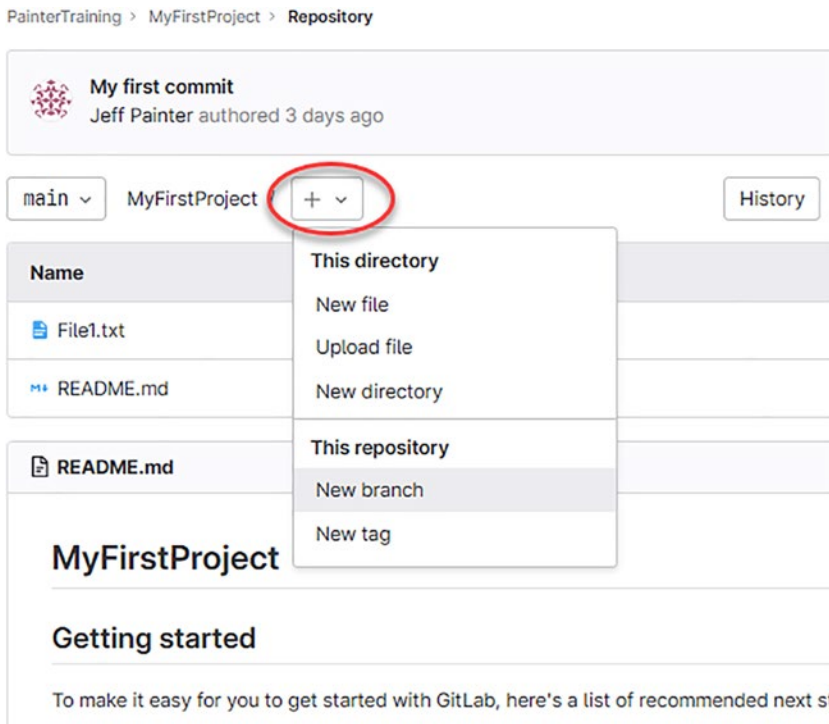 PainterTraining > MyFirstProject > Repository
My first commit
Jeff Painter authored 3 days ago
main MyFirstProject / + History
This directory
Name
New file
File1.txt
Upload file
README.md
New directory
This repository
README.md
New branch
New tag
MyFirstProject
Getting started
To make it easy for you to get started with GitLab, here's a list of recommended next